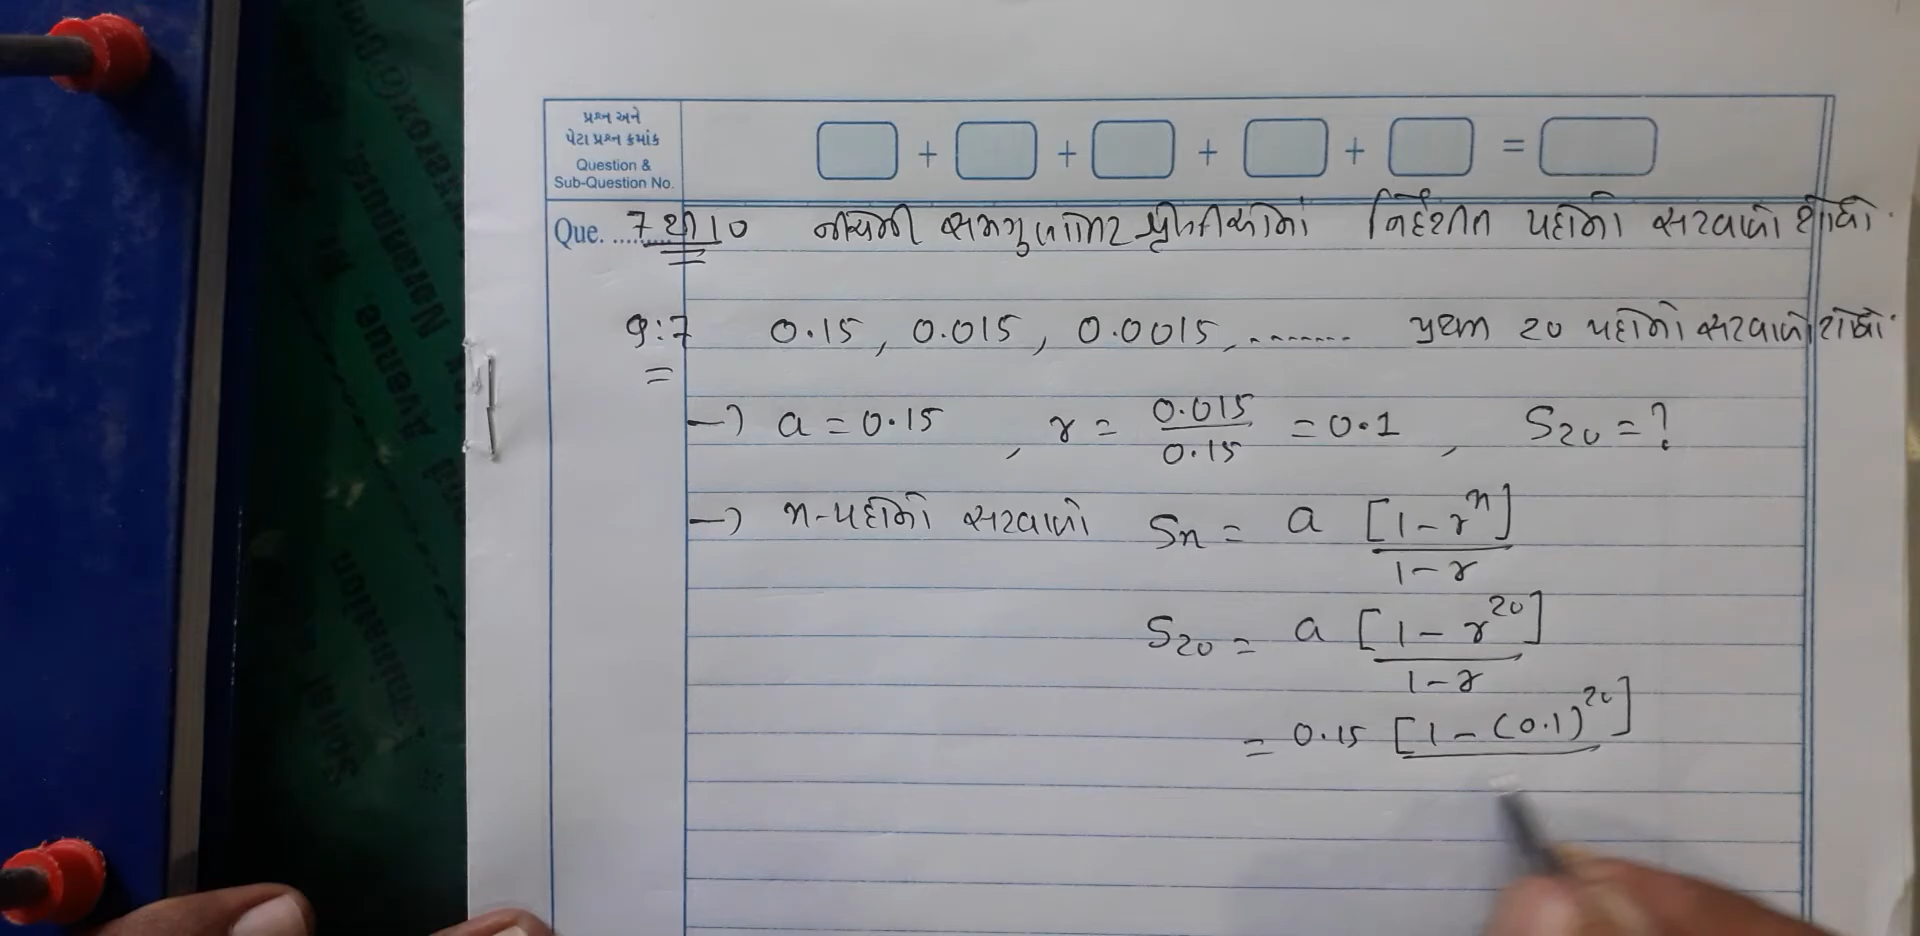 પ્રશ્ન અને
પેટા પ્રશ્ન ક્રમાંક
Question &
Sub-Question No.
+ + + + =
Que. 7 થી 10 નીચેની સમગુણોત્તર શ્રેણીઓમાં નિર્દેશીત પદોનો સરવાળો શોધો.
Q:7 0.15, 0.015, 0.0015, ....... પ્રથમ 20 પદોનો સરવાળો શોધો.
→ a = 0.15, r = 0.015/0.15 = 0.1, S20 = ?
→ n-પદોનો સરવાળો Sn = a [1-r^n]/1-r
S20 = a [1-r^20]/1-r
= 0.15 [1-(0.1)^20]